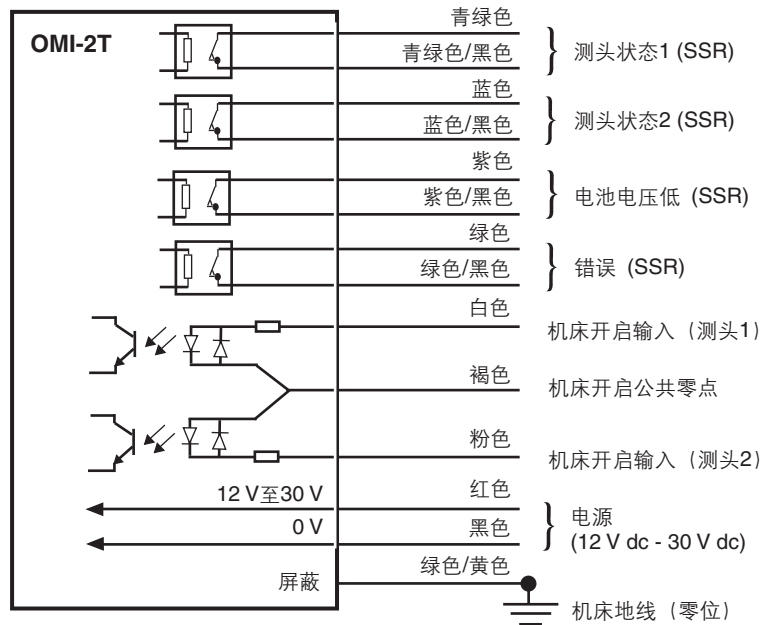 OMI-2T
青绿色
青绿色/黑色
测头状态1 (SSR)
蓝色
蓝色/黑色
测头状态2 (SSR)
紫色
紫色/黑色
电池电压低 (SSR)
绿色
绿色/黑色
错误 (SSR)
白色
机床开启输入（测头1）
褐色
机床开启公共零点
粉色
机床开启输入（测头2）
12 V至30 V
红色
0 V
黑色
电源
(12 V dc - 30 V dc)
屏蔽
绿色/黄色
机床地线（零位）